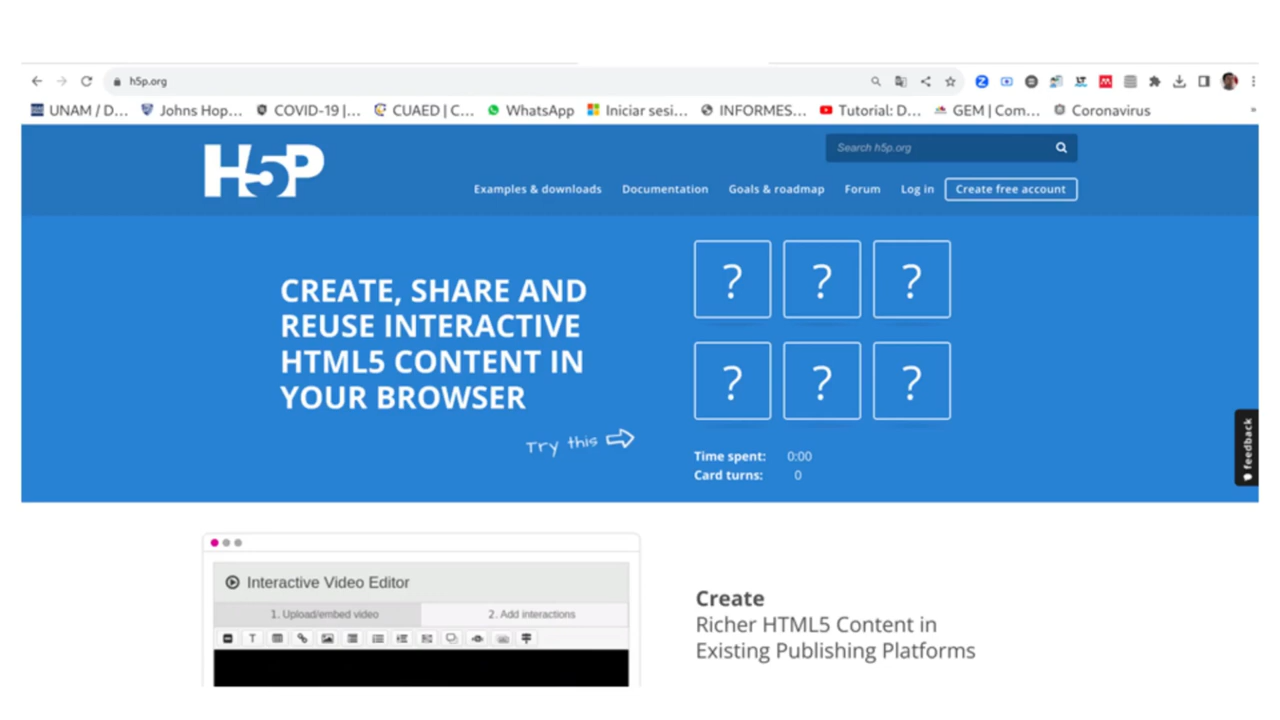 h5p.org
UNAM / D... Johns Hop... COVID-19 |... CUAED | C... WhatsApp Iniciar sesi... INFORMES... Tutorial: D... GEM | Com... Coronavirus »
H5P
Search h5p.org
Examples & downloads Documentation Goals & roadmap Forum Log in Create free account
? ? ?
CREATE, SHARE AND
REUSE INTERACTIVE
HTML5 CONTENT IN
YOUR BROWSER
? ? ?
Try this
Time spent: 0:00
Card turns: 0
feedback
Interactive Video Editor
1. Upload/embed video 2. Add interactions
T
Create
Richer HTML5 Content in
Existing Publishing Platforms